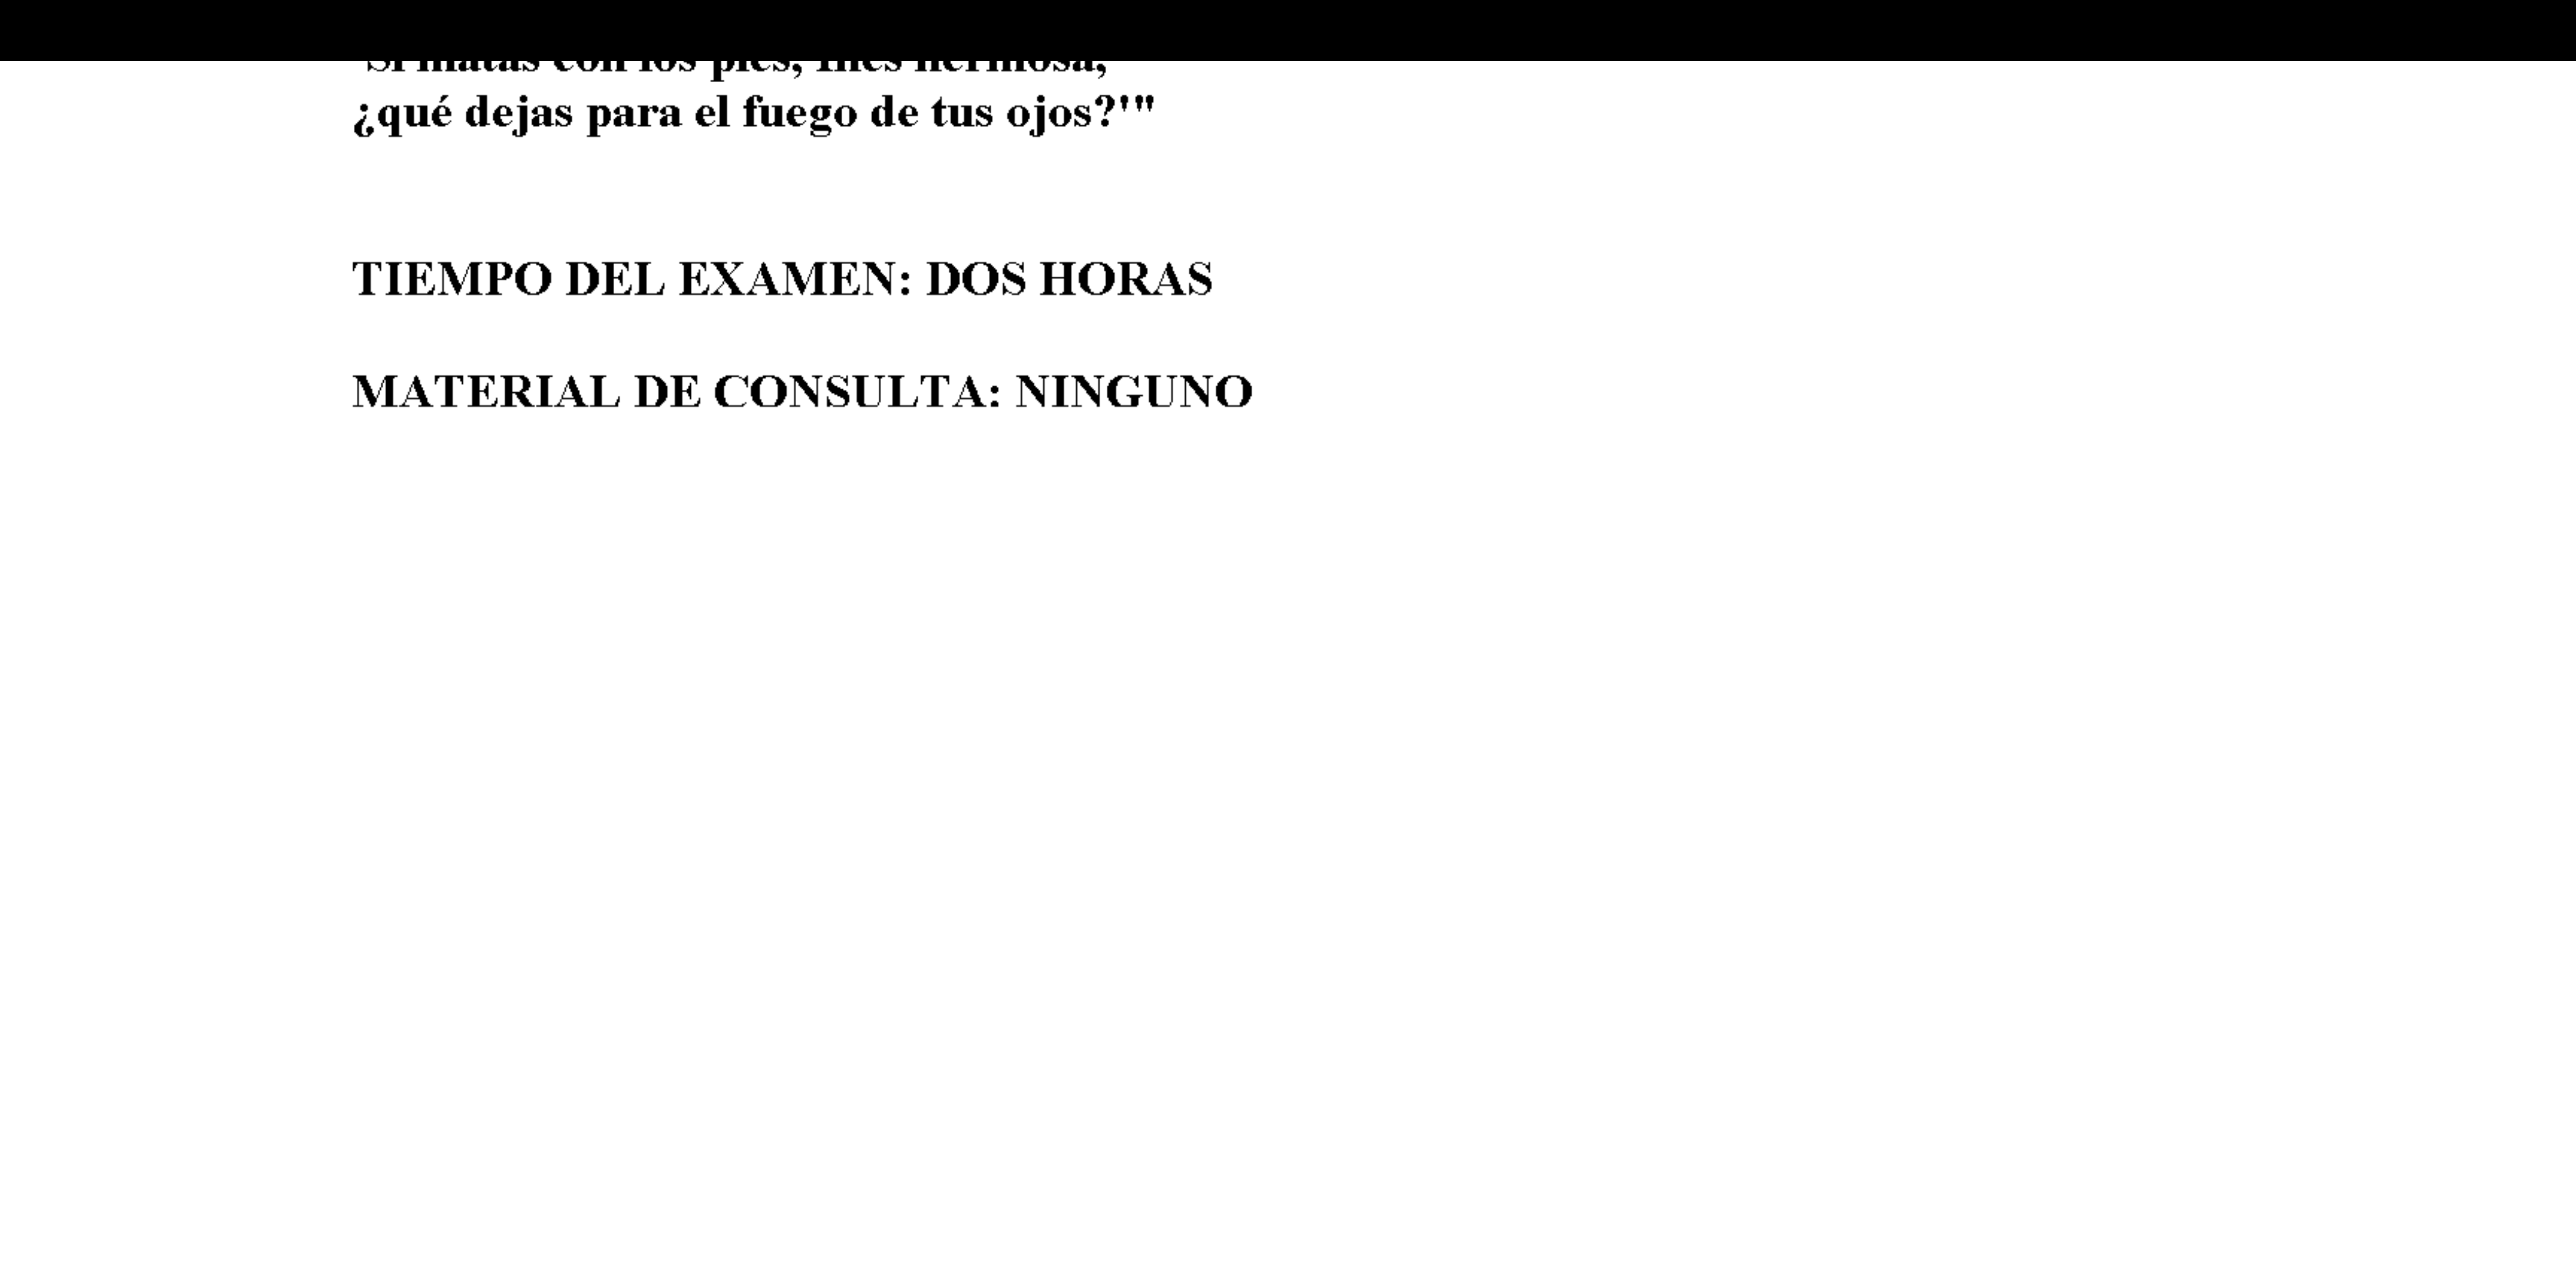 Si matas con los pies, Inés hermosa,
¿qué dejas para el fuego de tus ojos?'"
TIEMPO DEL EXAMEN: DOS HORAS
MATERIAL DE CONSULTA: NINGUNO